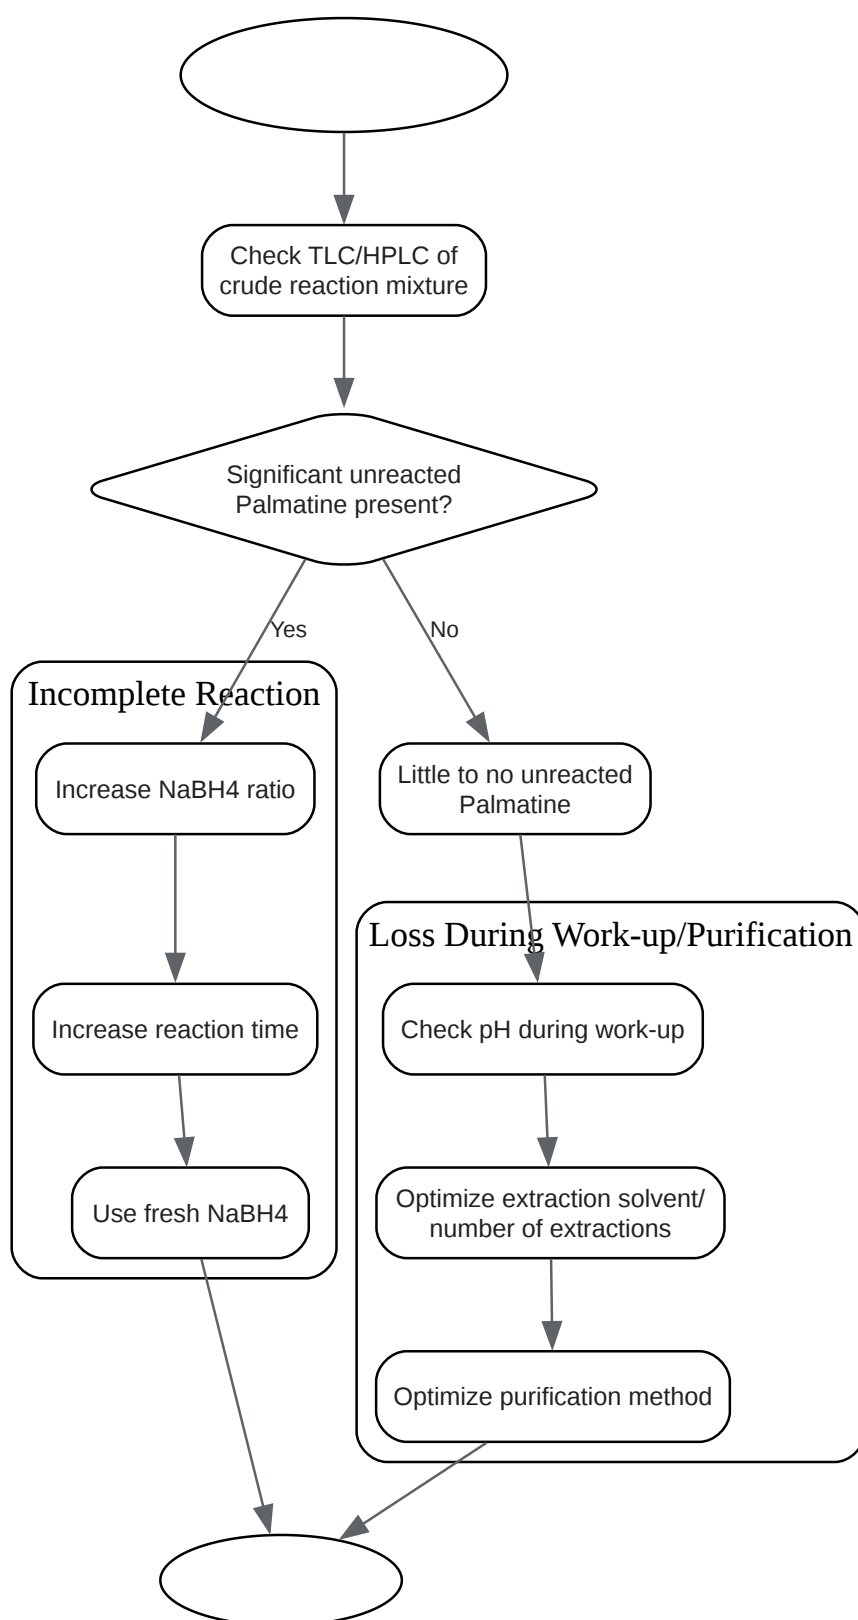 Check TLC/HPLC of
crude reaction mixture
Significant unreacted
Palmatine present?
Yes
No
Incomplete Reaction
Increase NaBH4 ratio
Little to no unreacted
Palmatine
Loss During Work-up/Purification
Increase reaction time
Check pH during work-up
Use fresh NaBH4
Optimize extraction solvent/
number of extractions
Optimize purification method